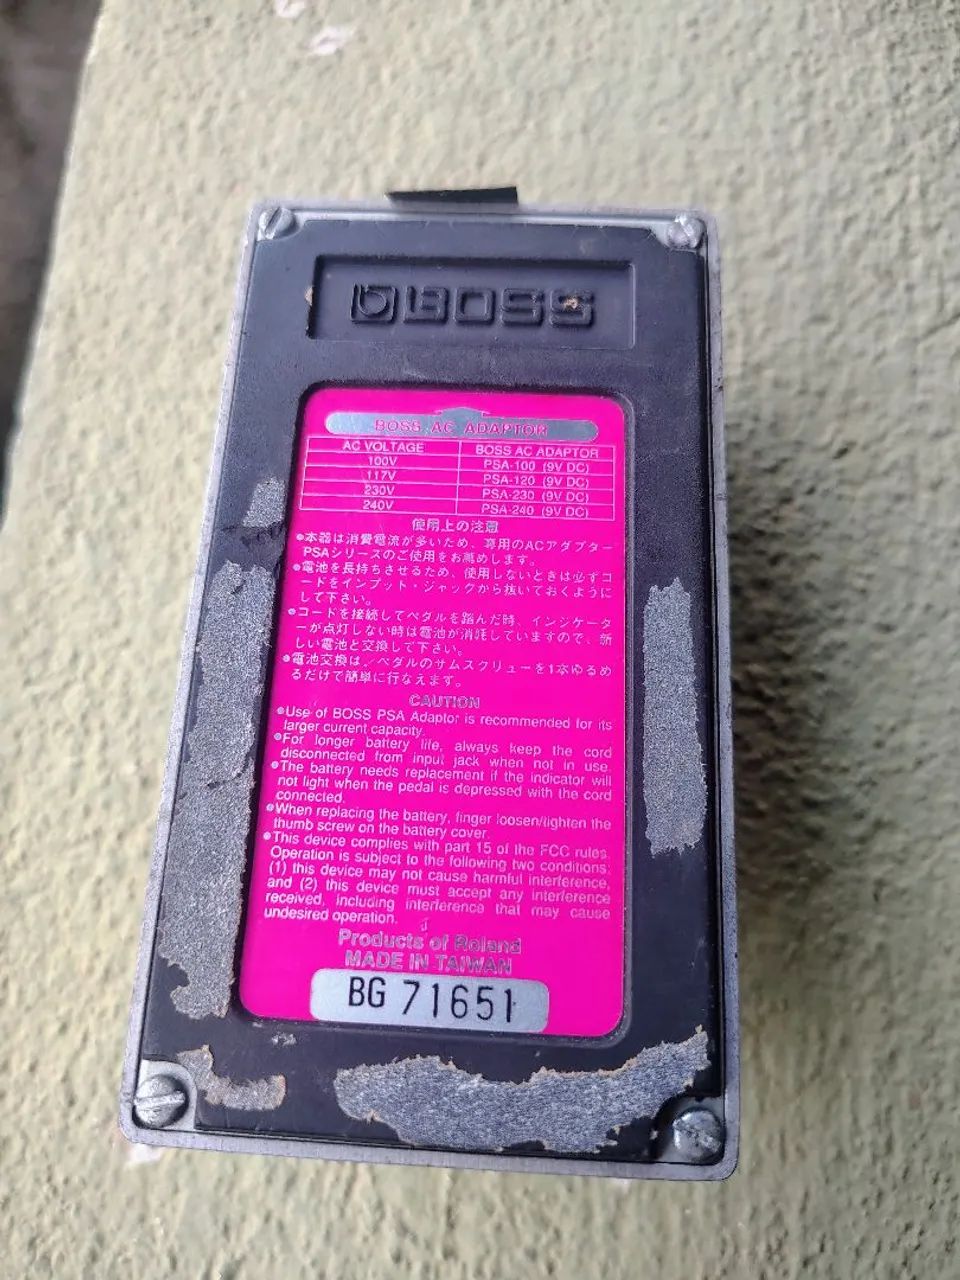 BOSS
BOSS AC ADAPTOR
AC VOLTAGE BOSS AC ADAPTOR
100V PSA-100 (9V DC)
117V PSA-120 (9V DC)
230V PSA-230 (9V DC)
240V PSA-240 (9V DC)
使用上の注意
●本器は消費電流が多いため、専用のACアダプター
PSAシリーズのご使用をお薦めします。
●電池を長持ちさせるため、使用しないときは必ずコ
ードをインプット・ジャックから抜いておくように
して下さい。
●コードを接続してペダルを踏んだ時、インジケータ
ーが点灯しない時は電池が消耗していますので、新
しい電池と交換して下さい。
●電池交換は、ペダルのサムスクリューを1本ゆるめ
るだけで簡単に行なえます。
CAUTION
●Use of BOSS PSA Adaptor is recommended for its
larger current capacity.
●For longer battery life, always keep the cord
disconnected from input jack when not in use.
●The battery needs replacement if the indicator will
not light when the pedal is depressed with the cord
connected.
●When replacing the battery, finger loosen/tighten the
thumb screw on the battery cover.
●This device complies with part 15 of the FCC rules.
Operation is subject to the following two conditions:
(1) this device may not cause harmful interference,
and (2) this device must accept any interference
received, including interference that may cause
undesired operation.
Products of Roland
MADE IN TAIWAN
BG 71651